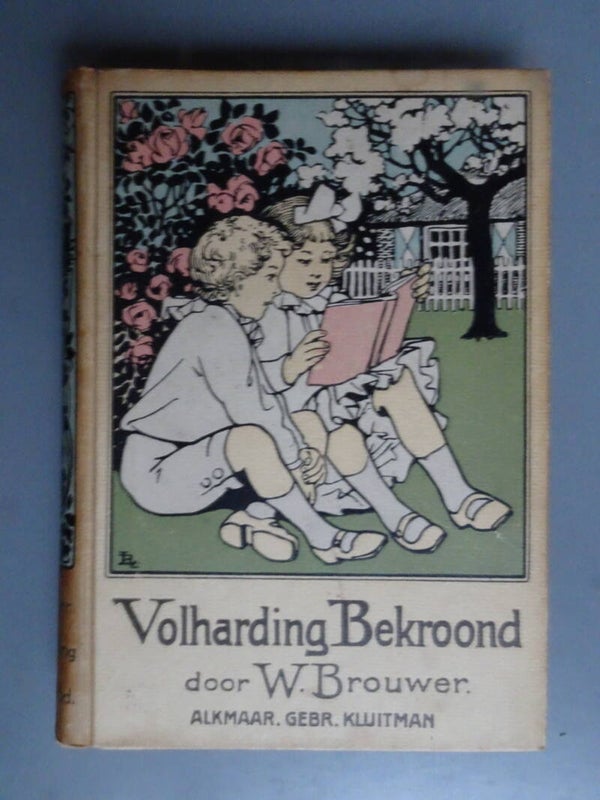 Volharding Bekroond
door W. Brouwer.
ALKMAAR. GEBR. KLUITMAN